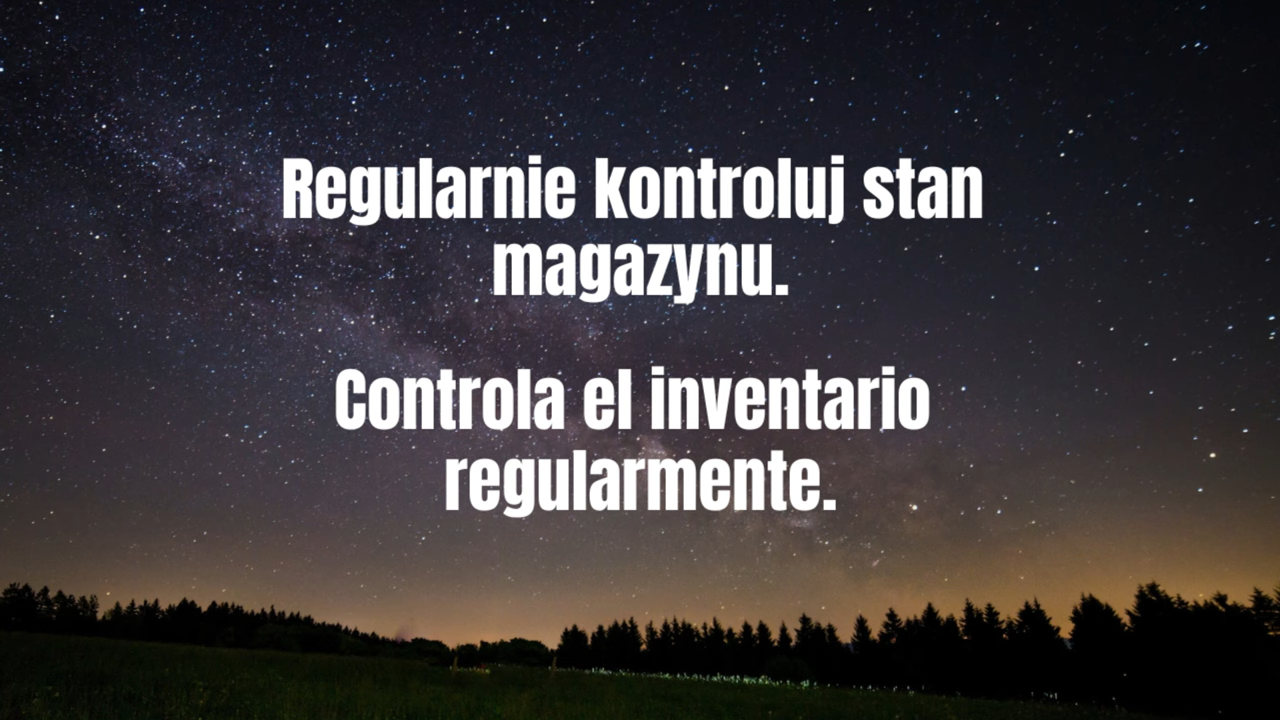 Regularnie kontroluj stan
magazynu.
Controla el inventario
regularmente.